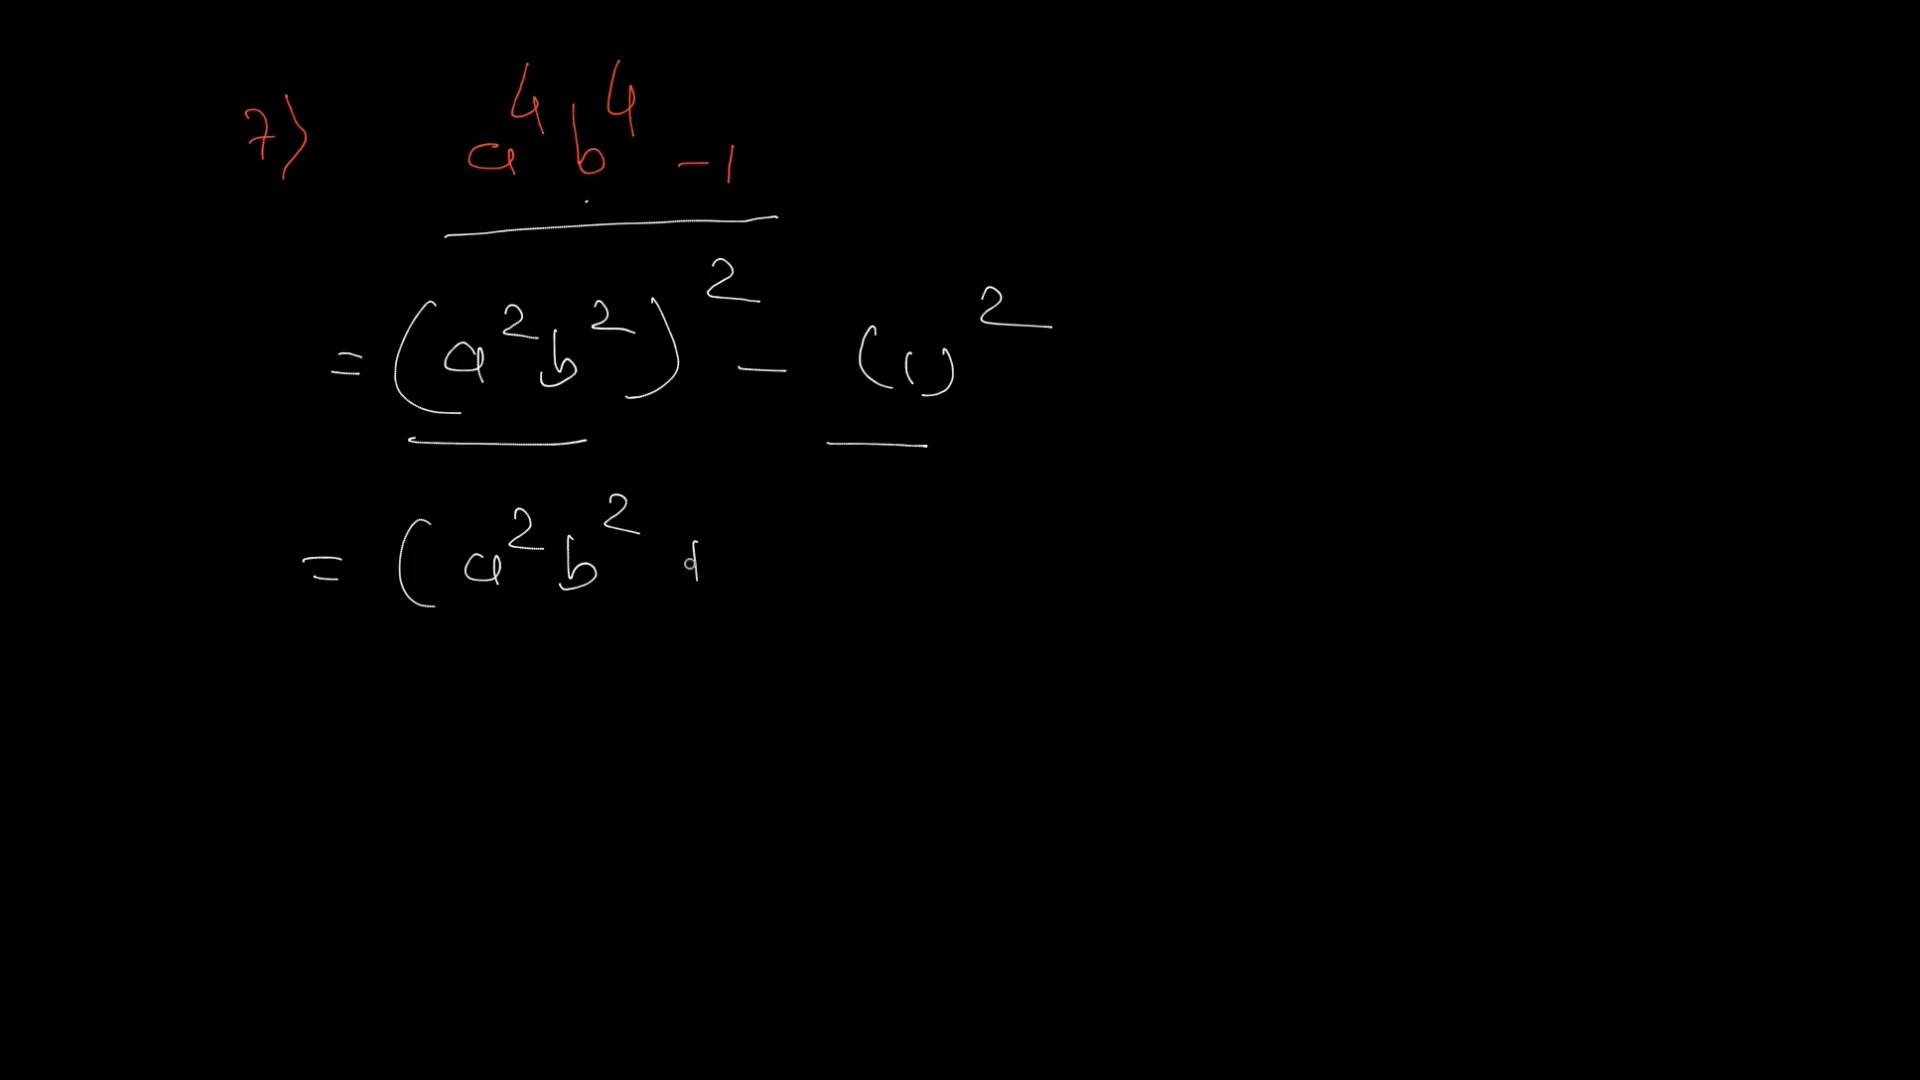 7) a⁴b⁴ -1
= (a²b²)² - (1)²
= (a²b²